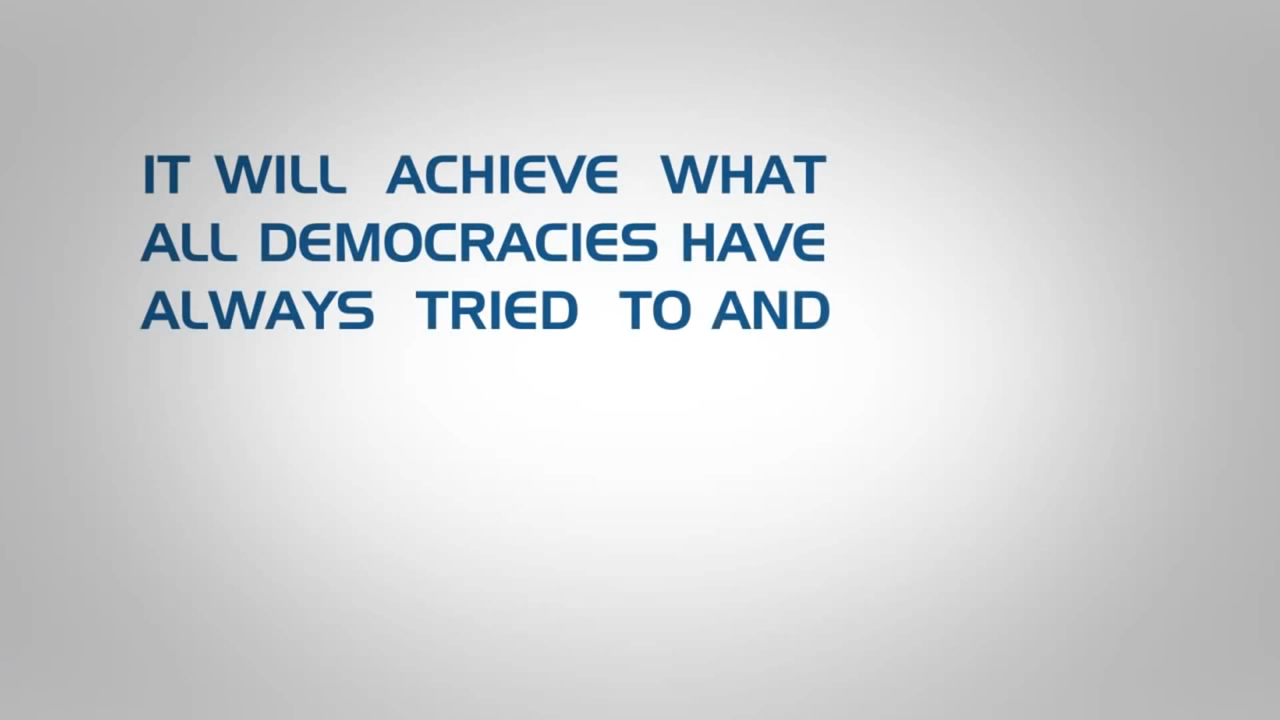 IT WILL ACHIEVE WHAT
ALL DEMOCRACIES HAVE
ALWAYS TRIED TO AND